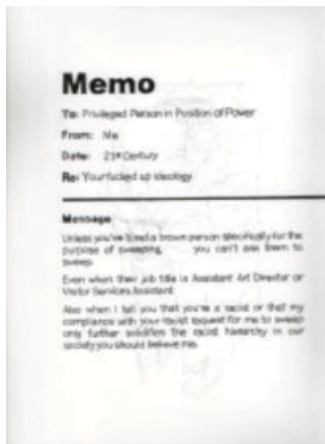 Memo
To: Privileged Person in Position of Power
From: Me
Date: 21st Century
Re: Your fucked up ideology
Message
Unless you've hired a brown person specifically for the
purpose of sweeping, you can't ask them to
sweep.
Even when their job title is Assistant Art Director or
Visitor Services Assistant.
Also when I tell you that you're a racist or that my
compliance with your racist request for me to sweep
only further solidifies the racist hierarchy in our
society you should believe me.